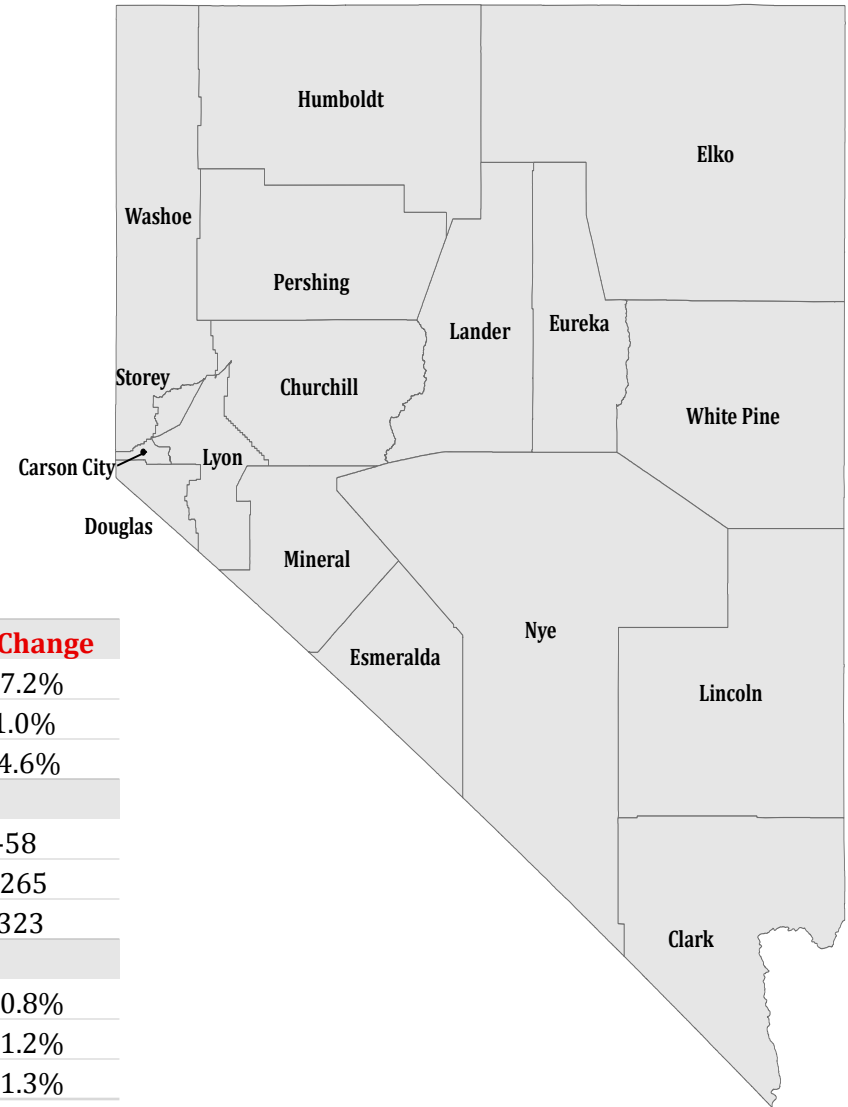 Humboldt
Elko
Washoe
Pershing
Lander
Eureka
Storey
Churchill
White Pine
Carson City
Lyon
Douglas
Mineral
Nye
Esmeralda
Lincoln
Clark
Change
7.2%
1.0%
4.6%
-58
265
323
0.8%
1.2%
1.3%